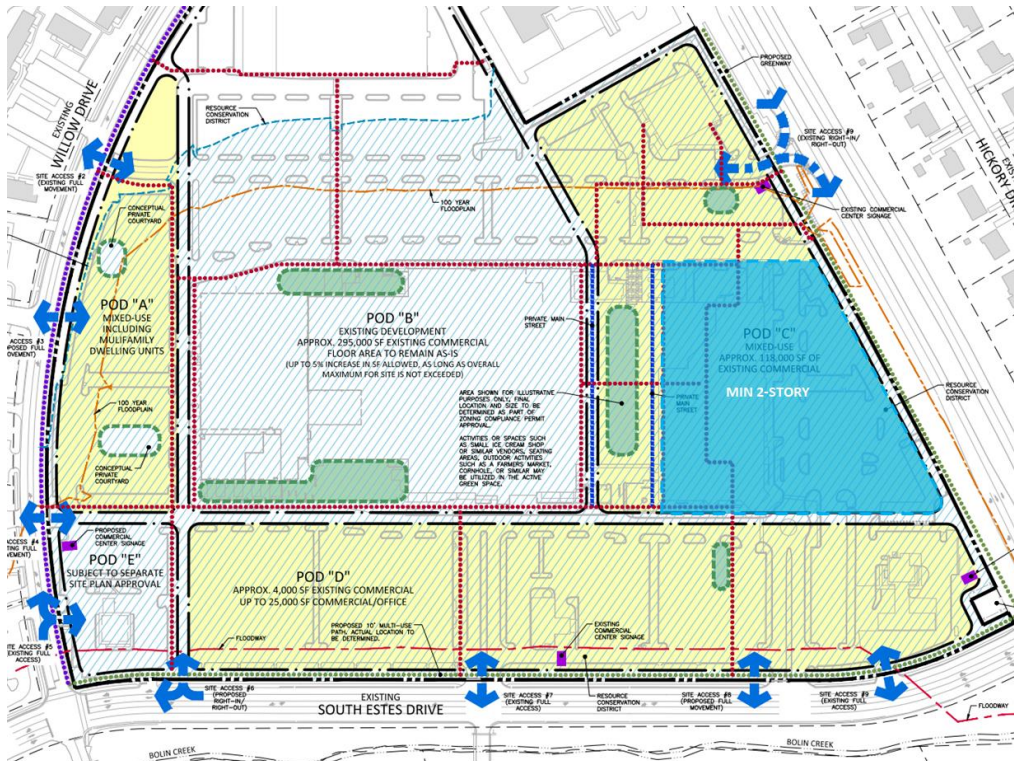 EXISTING
WILLOW DRIVE
SITE ACCESS #2
(EXISTING FULL
MOVEMENT)
RESOURCE
CONSERVATION
DISTRICT
PROPOSED
GREENWAY
SITE ACCESS #9
(EXISTING RIGHT-IN/
RIGHT-OUT)
HICKORY
CONCEPTUAL
PRIVATE
COURTYARD
100 YEAR
FLOODPLAIN
EXISTING COMMERCIAL
CENTER SIGNAGE
POD "A"
MIXED-USE
INCLUDING
MULIFAMILY
DWELLING UNITS
ACCESS #3
FULL
100 YEAR
FLOODPLAIN
CONCEPTUAL
PRIVATE
COURTYARD
POD "B"
EXISTING DEVELOPMENT
APPROX. 295,000 SF EXISTING COMMERCIAL
FLOOR AREA TO REMAIN AS-IS
(UP TO 5% INCREASE IN SF ALLOWED, AS LONG AS OVERALL
MAXIMUM FOR SITE IS NOT EXCEEDED)
PRIVATE MAIN
STREET
AREA SHOWN FOR ILLUSTRATIVE
PURPOSES ONLY, FINAL
LOCATION AND SIZE TO BE
DETERMINED AS PART OF
ZONING COMPLIANCE PERMIT
APPROVAL.
ACTIVITIES OR SPACES SUCH
AS SMALL ICE CREAM SHOP
OR SIMILAR VENDORS, SEATING
AREAS, OUTDOOR ACTIVITIES
SUCH AS A FARMERS MARKET,
CORNHOLE, OR SIMILAR MAY
BE UTILIZED IN THE ACTIVE
GREEN SPACE.
PRIVATE
MAIN
STREET
POD "C"
MIXED-USE
APPROX. 118,000 SF OF
EXISTING COMMERCIAL
MIN 2-STORY
RESOURCE
CONSERVATION
DISTRICT
ACCESS #4
FULL
PROPOSED
COMMERCIAL
CENTER SIGNAGE
POD "E"
SUBJECT TO SEPARATE
SITE PLAN APPROVAL
POD "D"
APPROX. 4,000 SF EXISTING COMMERCIAL
UP TO 25,000 SF COMMERCIAL/OFFICE
PROPOSED 10' MULTI-USE
PATH, ACTUAL LOCATION TO
BE DETERMINED.
FLOODWAY
EXISTING
COMMERCIAL
CENTER SIGNAGE
ACCESS #5
FULL
ACCESS)
SITE ACCESS #6
(PROPOSED
RIGHT-IN/
RIGHT-OUT)
EXISTING
SOUTH ESTES DRIVE
SITE ACCESS #7
(EXISTING FULL
ACCESS)
RESOURCE
CONSERVATION
DISTRICT
SITE ACCESS #8
(PROPOSED FULL
MOVEMENT)
SITE ACCESS #9
(EXISTING FULL
ACCESS)
FLOODWAY
BOLIN CREEK
BOLIN CREEK